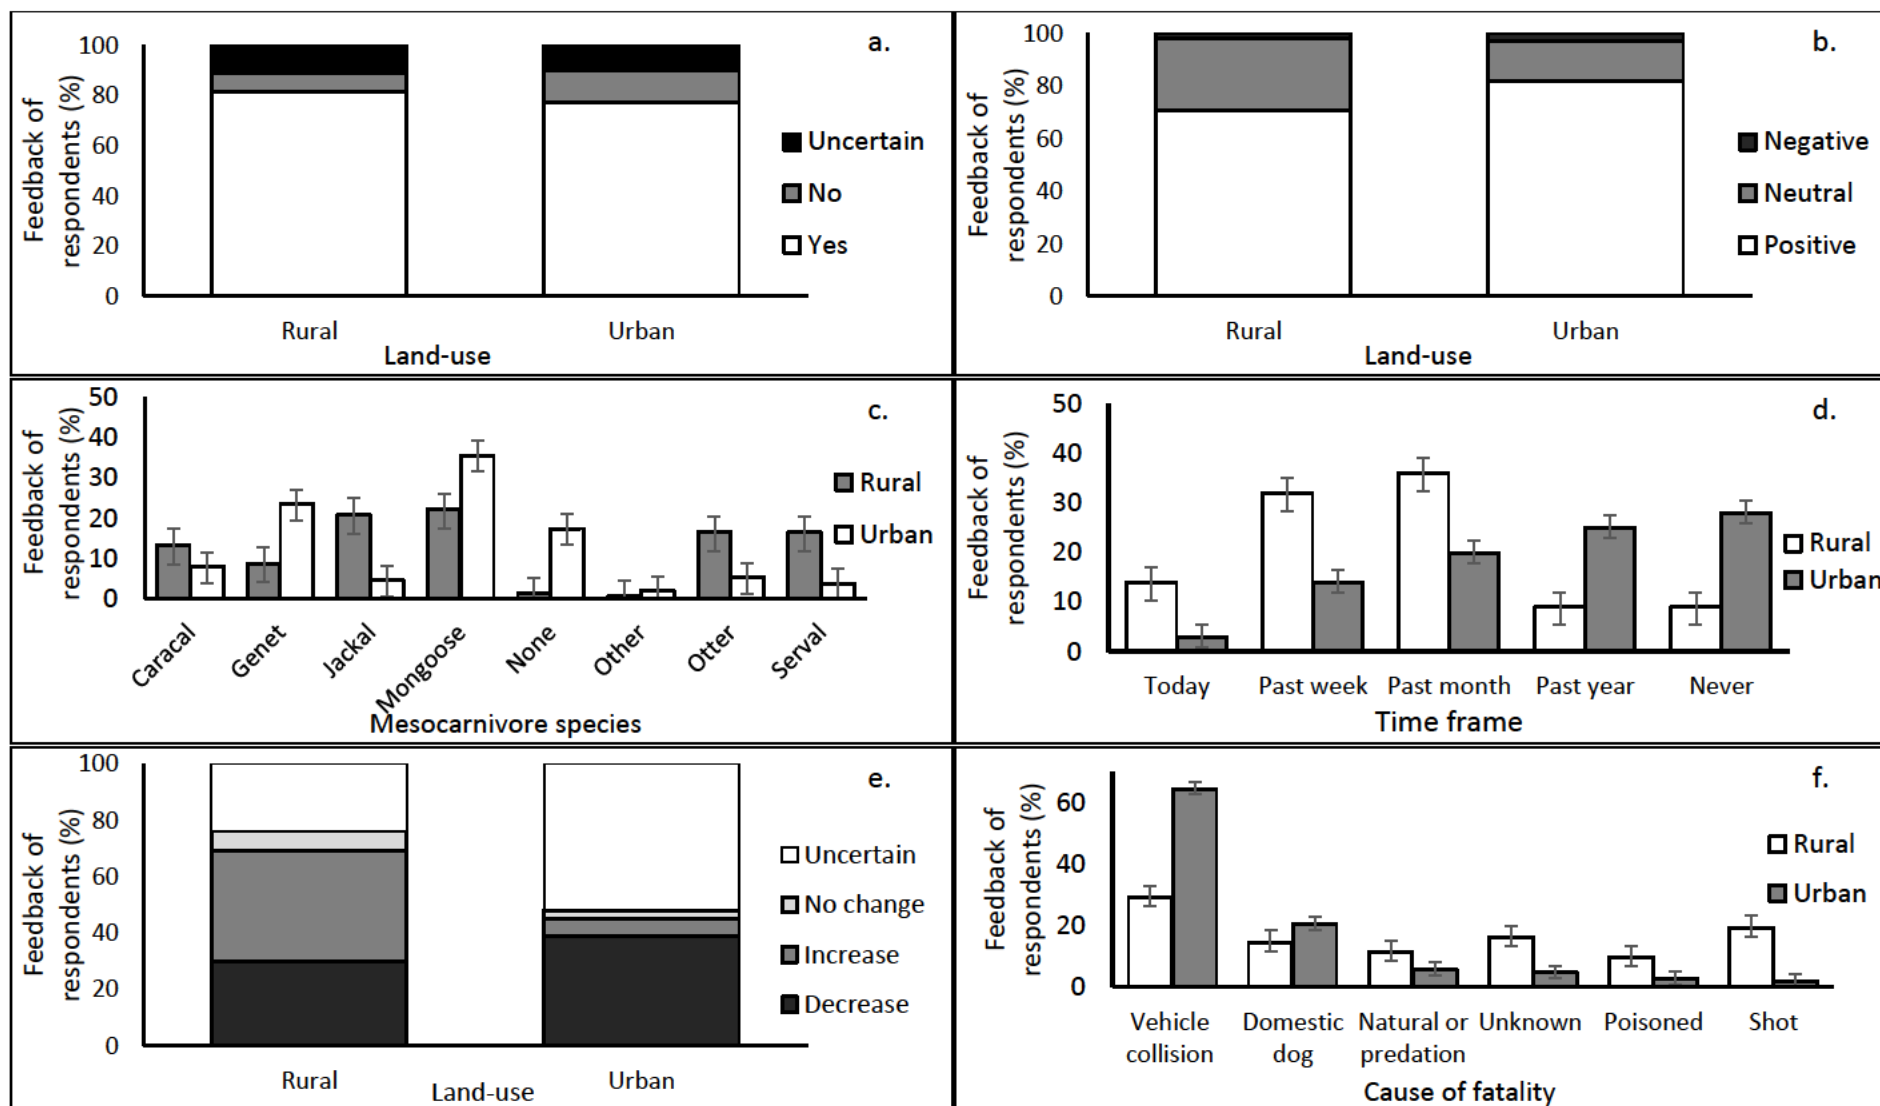 a.
Feedback of
respondents (%)
100
80
60
40
20
0
Uncertain
No
Yes
Rural
Urban
Land-use
b.
Feedback of
respondents (%)
100
80
60
40
20
0
Negative
Neutral
Positive
Rural
Urban
Land-use
c.
Feedback of
respondents (%)
50
40
30
20
10
0
Rural
Urban
Caracal
Genet
Jackal
Mongoose
None
Other
Otter
Serval
Mesocarnivore species
d.
Feedback of
respondents (%)
50
40
30
20
10
0
Rural
Urban
Today
Past week
Past month
Past year
Never
Time frame
e.
Feedback of
respondents (%)
100
80
60
40
20
0
Uncertain
No change
Increase
Decrease
Rural
Urban
Land-use
f.
Feedback of
respondents (%)
60
40
20
0
Rural
Urban
Vehicle
collision
Domestic
dog
Natural or
predation
Unknown
Poisoned
Shot
Cause of fatality